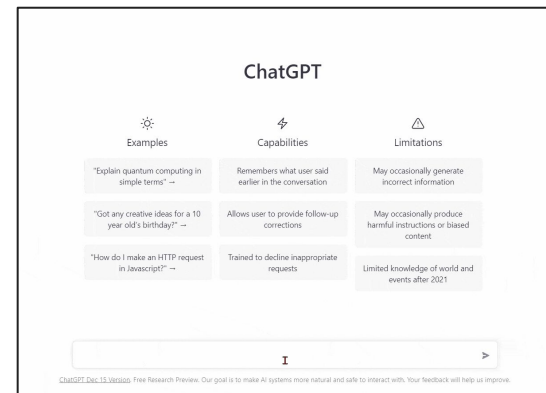 ChatGPT
Examples
"Explain quantum computing in
simple terms" →
"Got any creative ideas for a 10
year old's birthday?" →
"How do I make an HTTP request
in Javascript?" →
Capabilities
Remembers what user said
earlier in the conversation
Allows user to provide follow-up
corrections
Trained to decline inappropriate
requests
Limitations
May occasionally generate
incorrect information
May occasionally produce
harmful instructions or biased
content
Limited knowledge of world and
events after 2021
ChatGPT Dec 15 Version. Free Research Preview. Our goal is to make AI systems more natural and safe to interact with. Your feedback will help us improve.